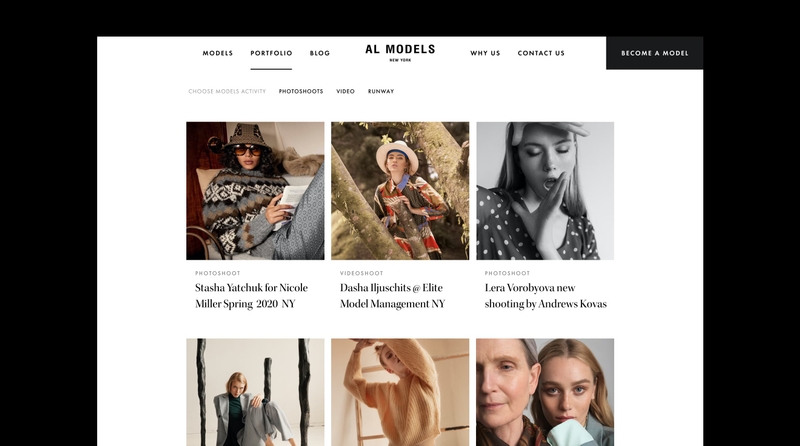 MODELS
PORTFOLIO
BLOG
AL MODELS
NEW YORK
WHY US
CONTACT US
BECOME A MODEL
CHOOSE MODELS ACTIVITY
PHOTOSHOOTS
VIDEO
RUNWAY
PHOTOSHOOT
Stasha Yatchuk for Nicole
Miller Spring 2020 NY
VIDEOSHOOT
Dasha Iljuschits @ Elite
Model Management NY
PHOTOSHOOT
Lera Vorobyova new
shooting by Andrews Kovas